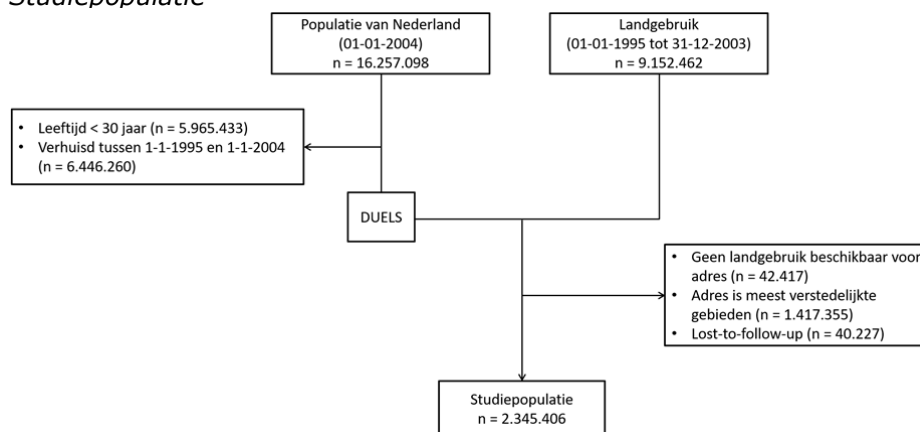 Studiepopulatie
Populatie van Nederland
(01-01-2004)
n = 16.257.098
Landgebruik
(01-01-1995 tot 31-12-2003)
n = 9.152.462
• Leeftijd < 30 jaar (n = 5.965.433)
• Verhuisd tussen 1-1-1995 en 1-1-2004
(n = 6.446.260)
DUELS
• Geen landgebruik beschikbaar voor
adres (n = 42.417)
• Adres is meest verstedelijkte
gebieden (n = 1.417.355)
• Lost-to-follow-up (n = 40.227)
Studiepopulatie
n = 2.345.406